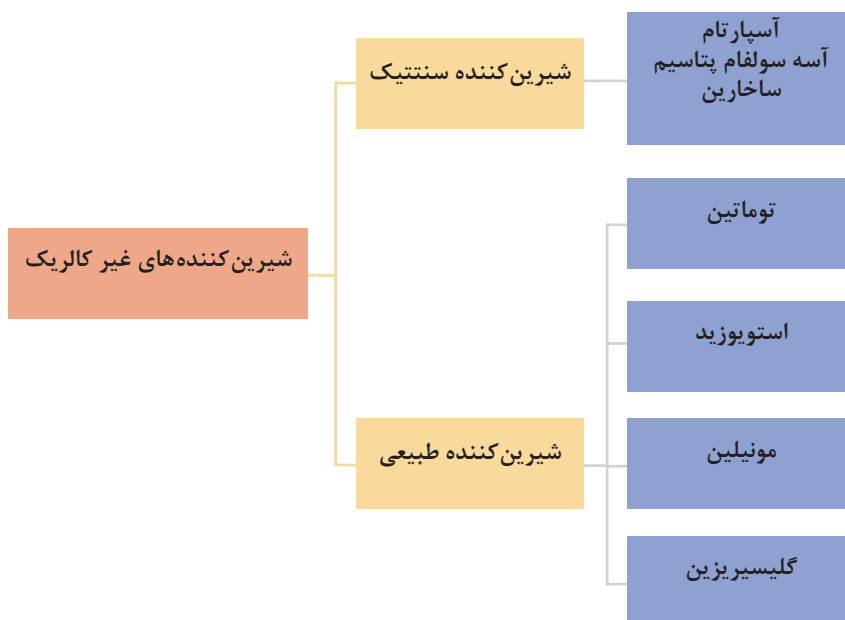 شیرین‌کننده‌های غیر کالریک
شیرین‌کننده سنتتیک
آسپارتام
آسه سولفام پتاسیم
ساخارین
شیرین‌کننده طبیعی
توماتین
استویوزید
مونیلین
گلیسیریزین